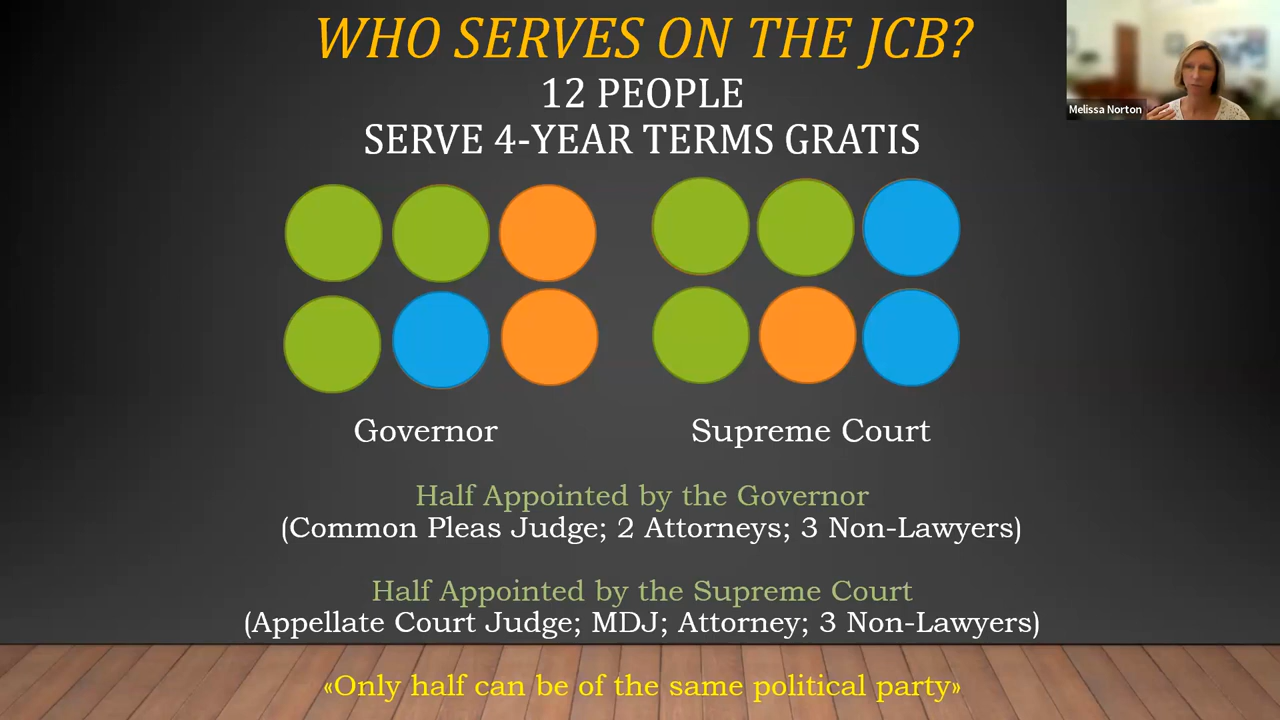 WHO SERVES ON THE JCB?
12 PEOPLE
SERVE 4-YEAR TERMS GRATIS
Melissa Norton
Governor
Supreme Court
Half Appointed by the Governor
(Common Pleas Judge; 2 Attorneys; 3 Non-Lawyers)
Half Appointed by the Supreme Court
(Appellate Court Judge; MDJ; Attorney; 3 Non-Lawyers)
«Only half can be of the same political party»